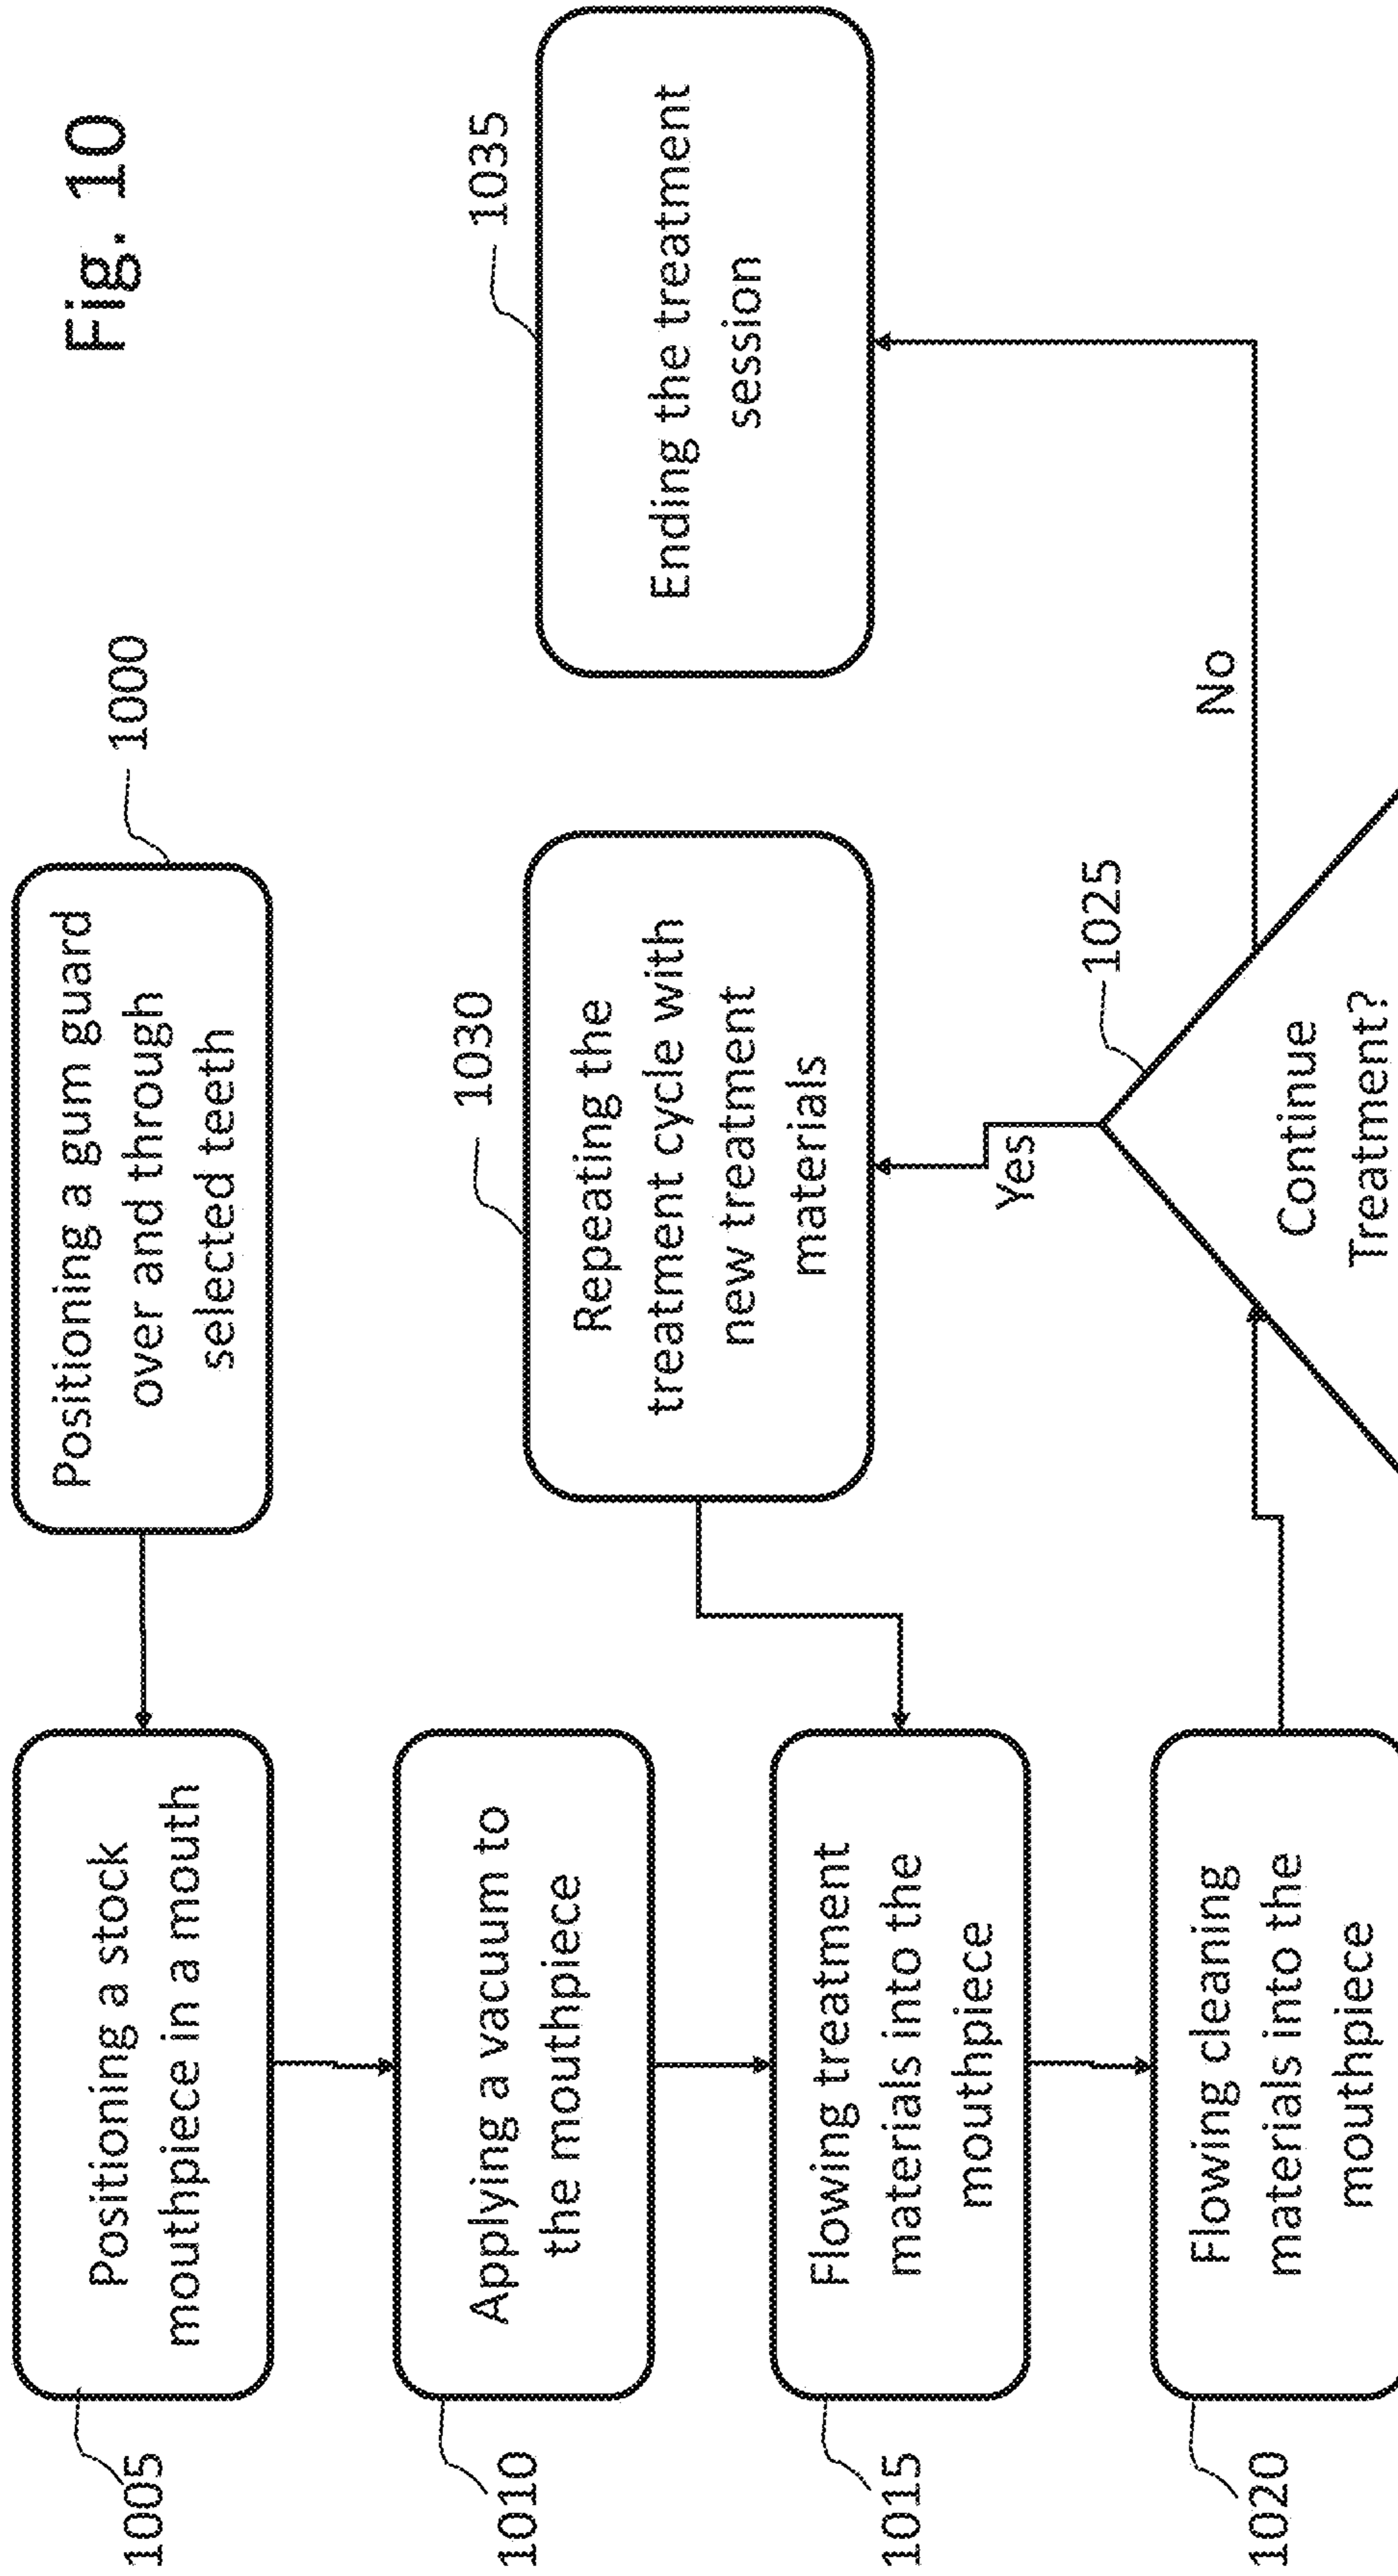 Fig. 10
1000
Positioning a gum guard
over and through
selected teeth
1005
Positioning a stock
mouthpiece in a mouth
1010
Applying a vacuum to
the mouthpiece
1015
Flowing treatment
materials into the
mouthpiece
1020
Flowing cleaning
materials into the
mouthpiece
1025
Continue
Treatment?
Yes
No
1030
Repeating the
treatment cycle with
new treatment
materials
1035
Ending the treatment
session